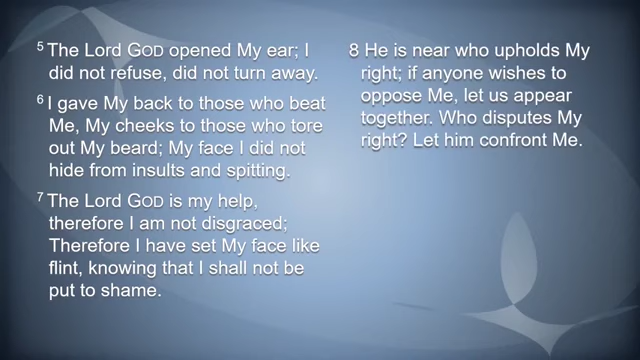 5 The Lord GOD opened My ear; I
did not refuse, did not turn away.
6 I gave My back to those who beat
Me, My cheeks to those who tore
out My beard; My face I did not
hide from insults and spitting.
7 The Lord GOD is my help,
therefore I am not disgraced;
Therefore I have set My face like
flint, knowing that I shall not be
put to shame.
8 He is near who upholds My
right; if anyone wishes to
oppose Me, let us appear
together. Who disputes My
right? Let him confront Me.